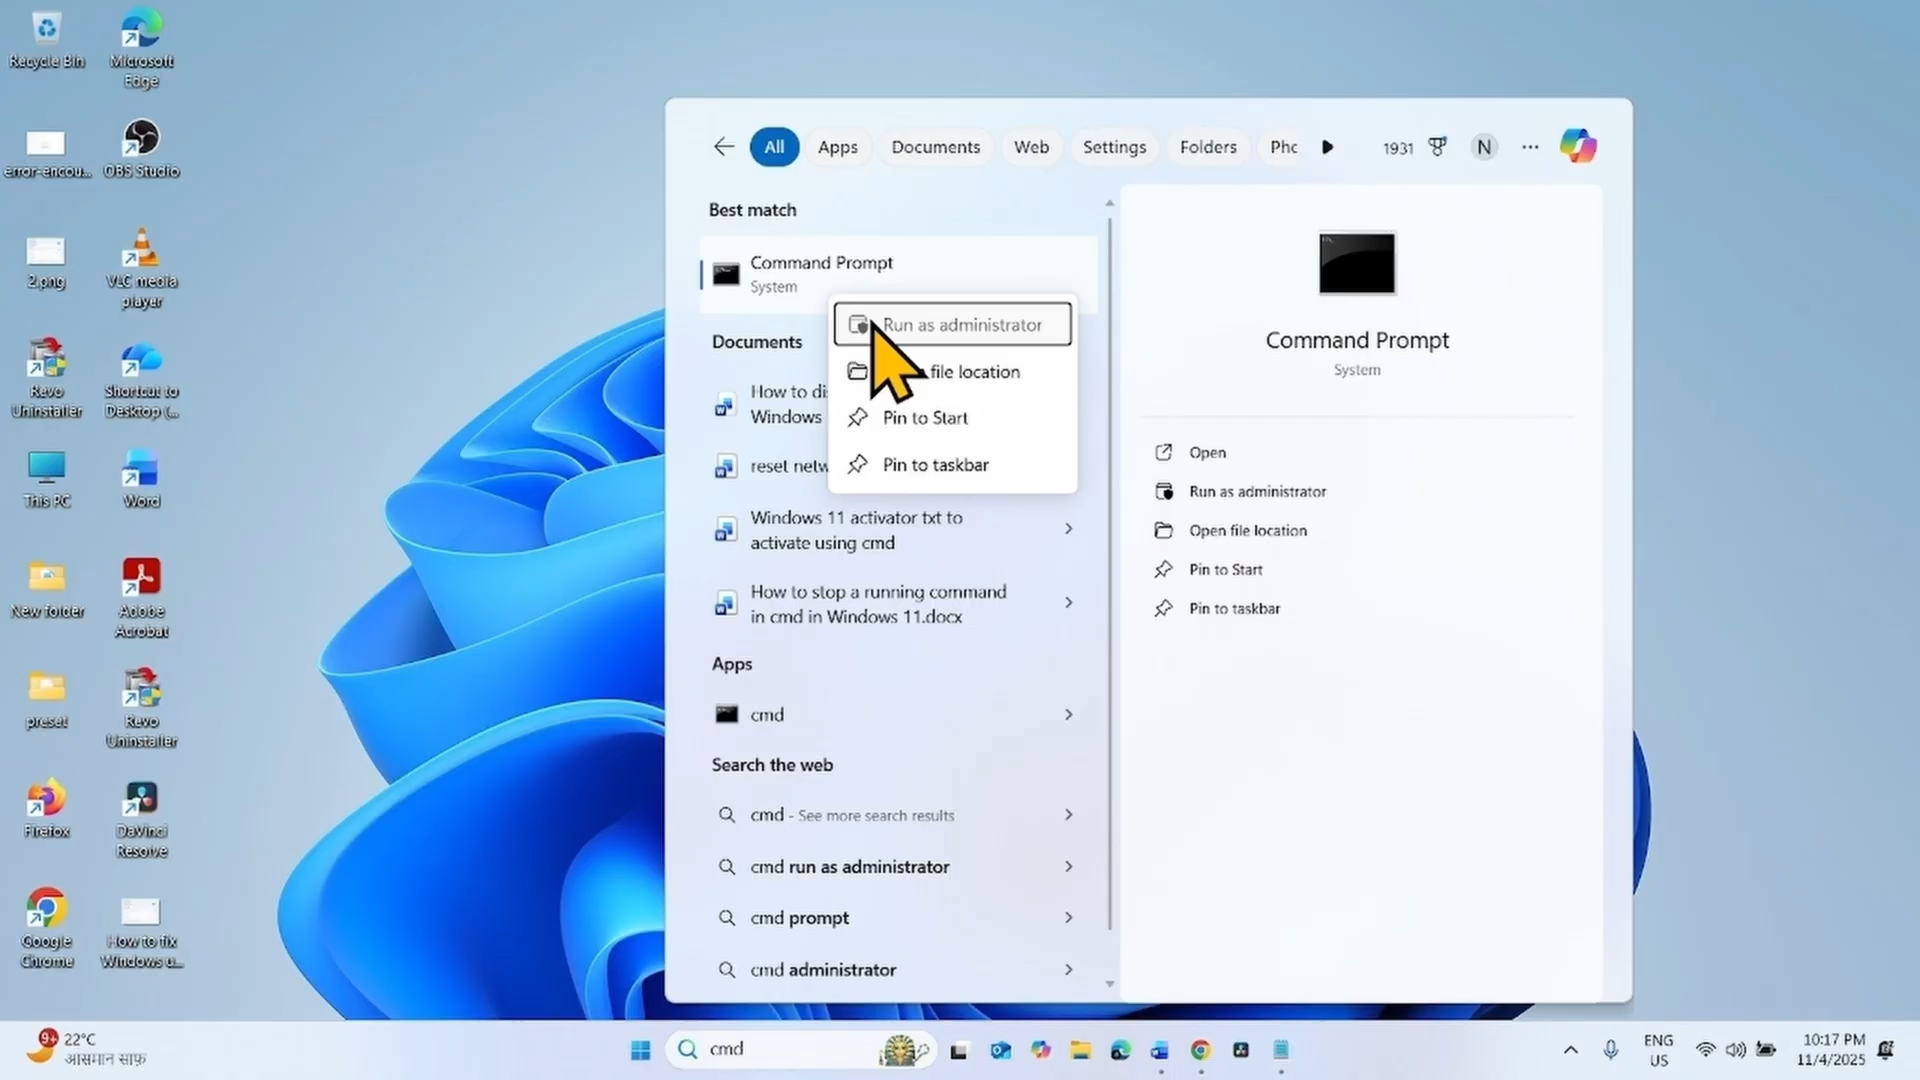 Recycle Bin
Microsoft
Edge
error-encou...
OBS Studio
2.png
VLC media
player
Revo
Uninstaller
Shortcut to
Desktop (...
This PC
Word
New folder
Adobe
Acrobat
preset
Revo
Uninstaller
Firefox
DaVinci
Resolve
Google
Chrome
How to fix
Windows u...
All
Apps
Documents
Web
Settings
Folders
Pho
1931
N
Best match
Command Prompt
System
Run as administrator
file location
Pin to Start
Pin to taskbar
Documents
How to di
Windows
reset netw
Windows 11 activator txt to
activate using cmd
How to stop a running command
in cmd in Windows 11.docx
Apps
cmd
Search the web
cmd - See more search results
cmd run as administrator
cmd prompt
cmd administrator
Command Prompt
System
Open
Run as administrator
Open file location
Pin to Start
Pin to taskbar
9+
22°C
आसमान साफ़
cmd
ENG
US
10:17 PM
11/4/2025